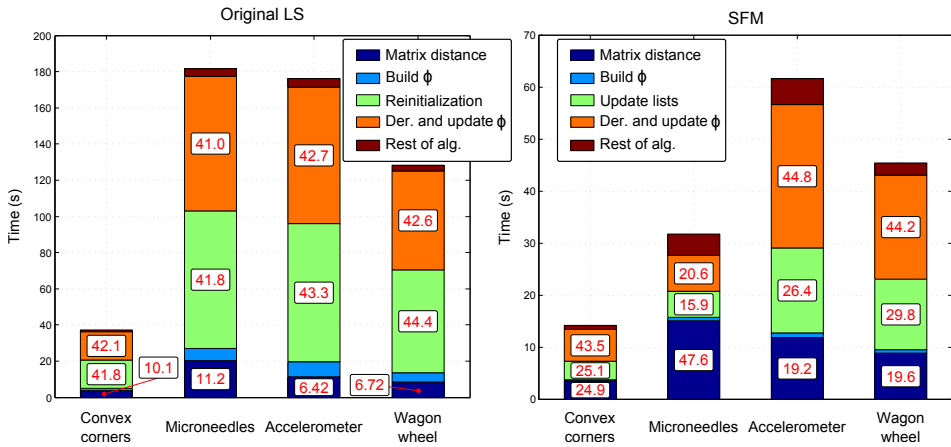 Original LS
Time (s)
200
180
160
140
120
100
80
60
40
20
0
Matrix distance
Build ϕ
Reinitialization
Der. and update ϕ
Rest of alg.
42.1
41.8
10.1
41.0
41.8
11.2
42.7
43.3
6.42
42.6
44.4
6.72
Convex
corners
Microneedles
Accelerometer
Wagon
wheel
SFM
Time (s)
70
60
50
40
30
20
10
0
Matrix distance
Build ϕ
Update lists
Der. and update ϕ
Rest of alg.
43.5
25.1
24.9
20.6
15.9
47.6
44.8
26.4
19.2
44.2
29.8
19.6
Convex
corners
Microneedles
Accelerometer
Wagon
wheel